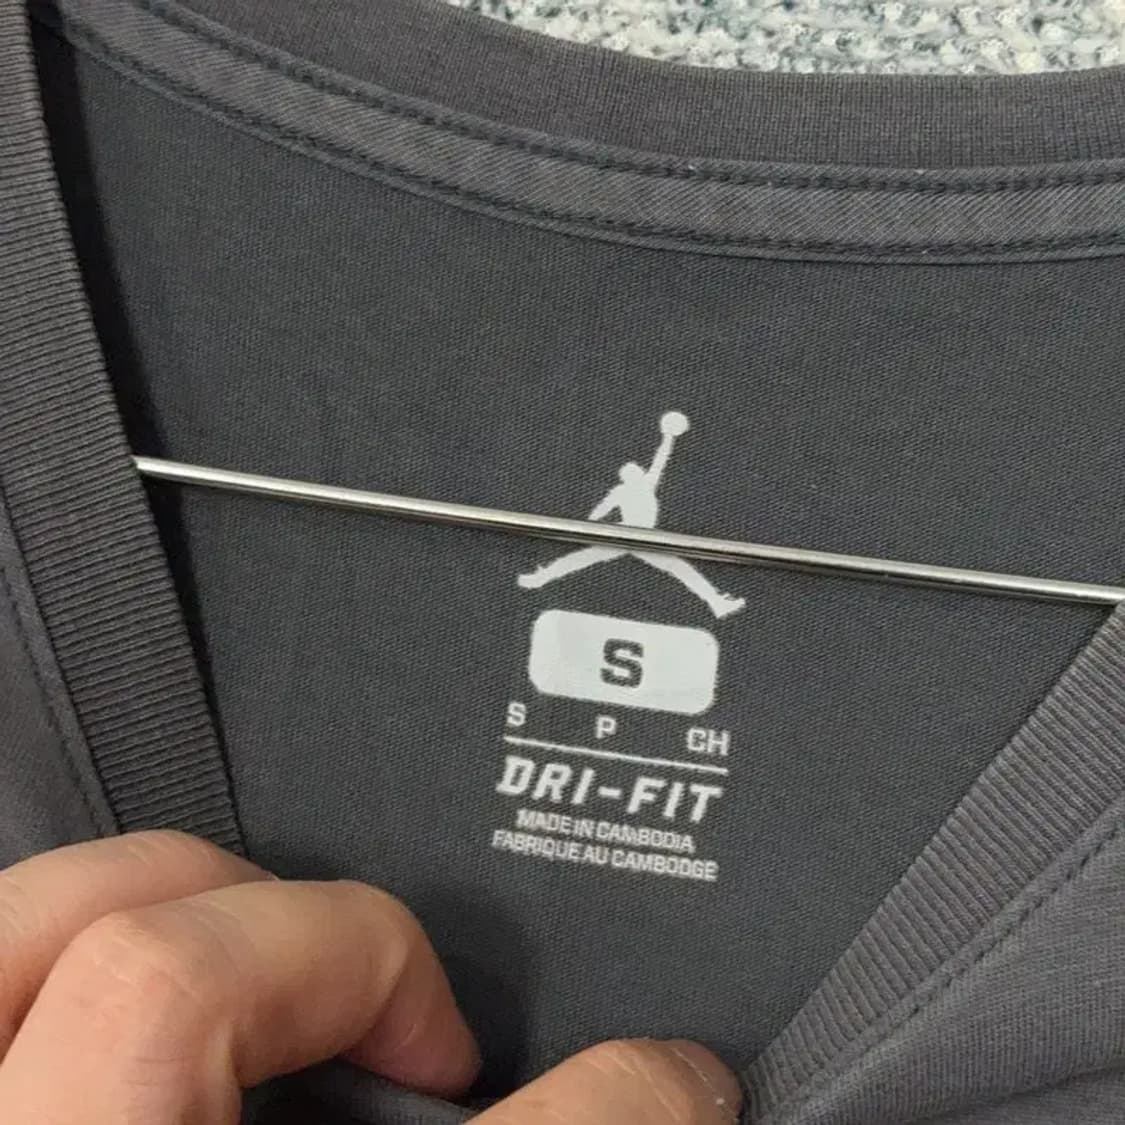 S
S P CH
DRI-FIT
MADE IN CAMBODIA
FABRIQUE AU CAMBODGE